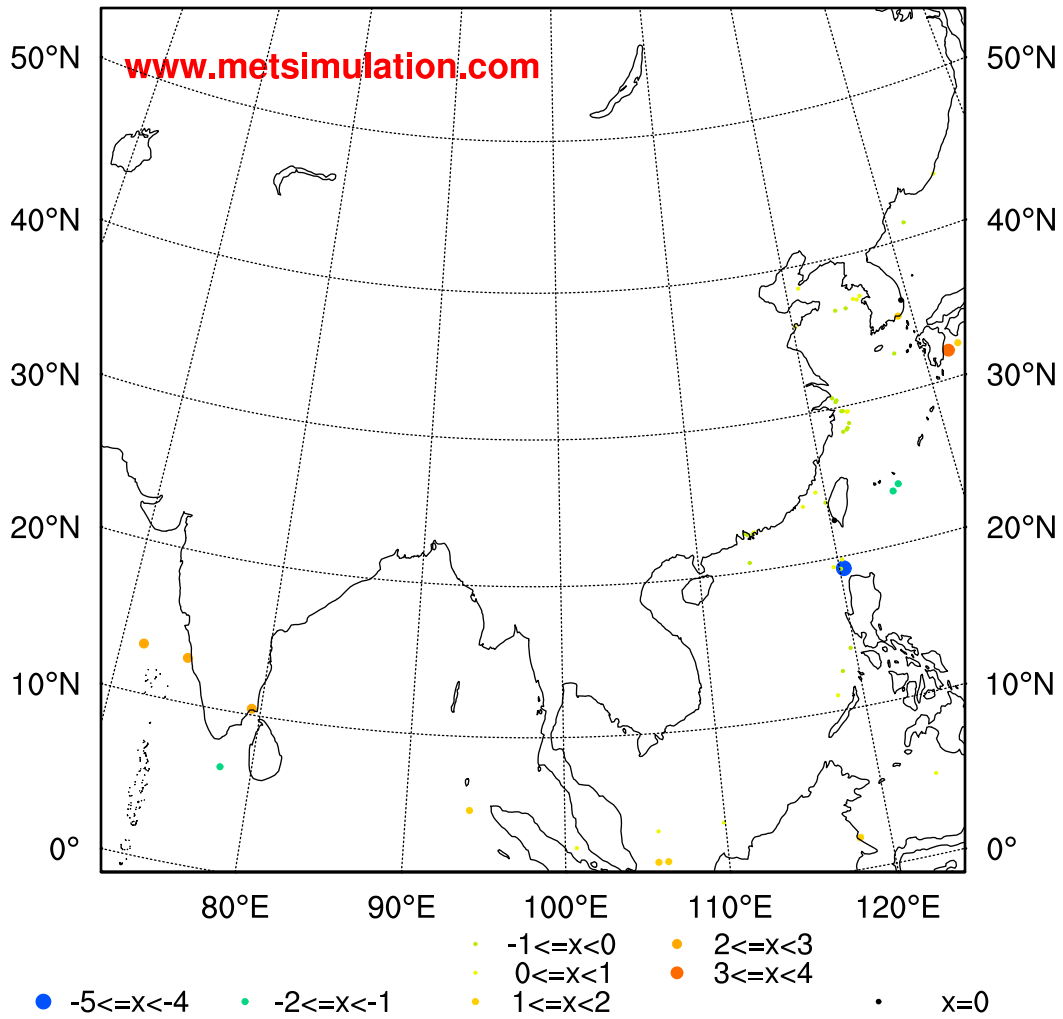 www.metsimulation.com
50°N 50°N
40°N 40°N
30°N 30°N
20°N 20°N
10°N 10°N
0° 0°
80°E 90°E 100°E 110°E 120°E
-1<=x<0 2<=x<3
0<=x<1 3<=x<4
-5<=x<-4 -2<=x<-1 1<=x<2 x=0